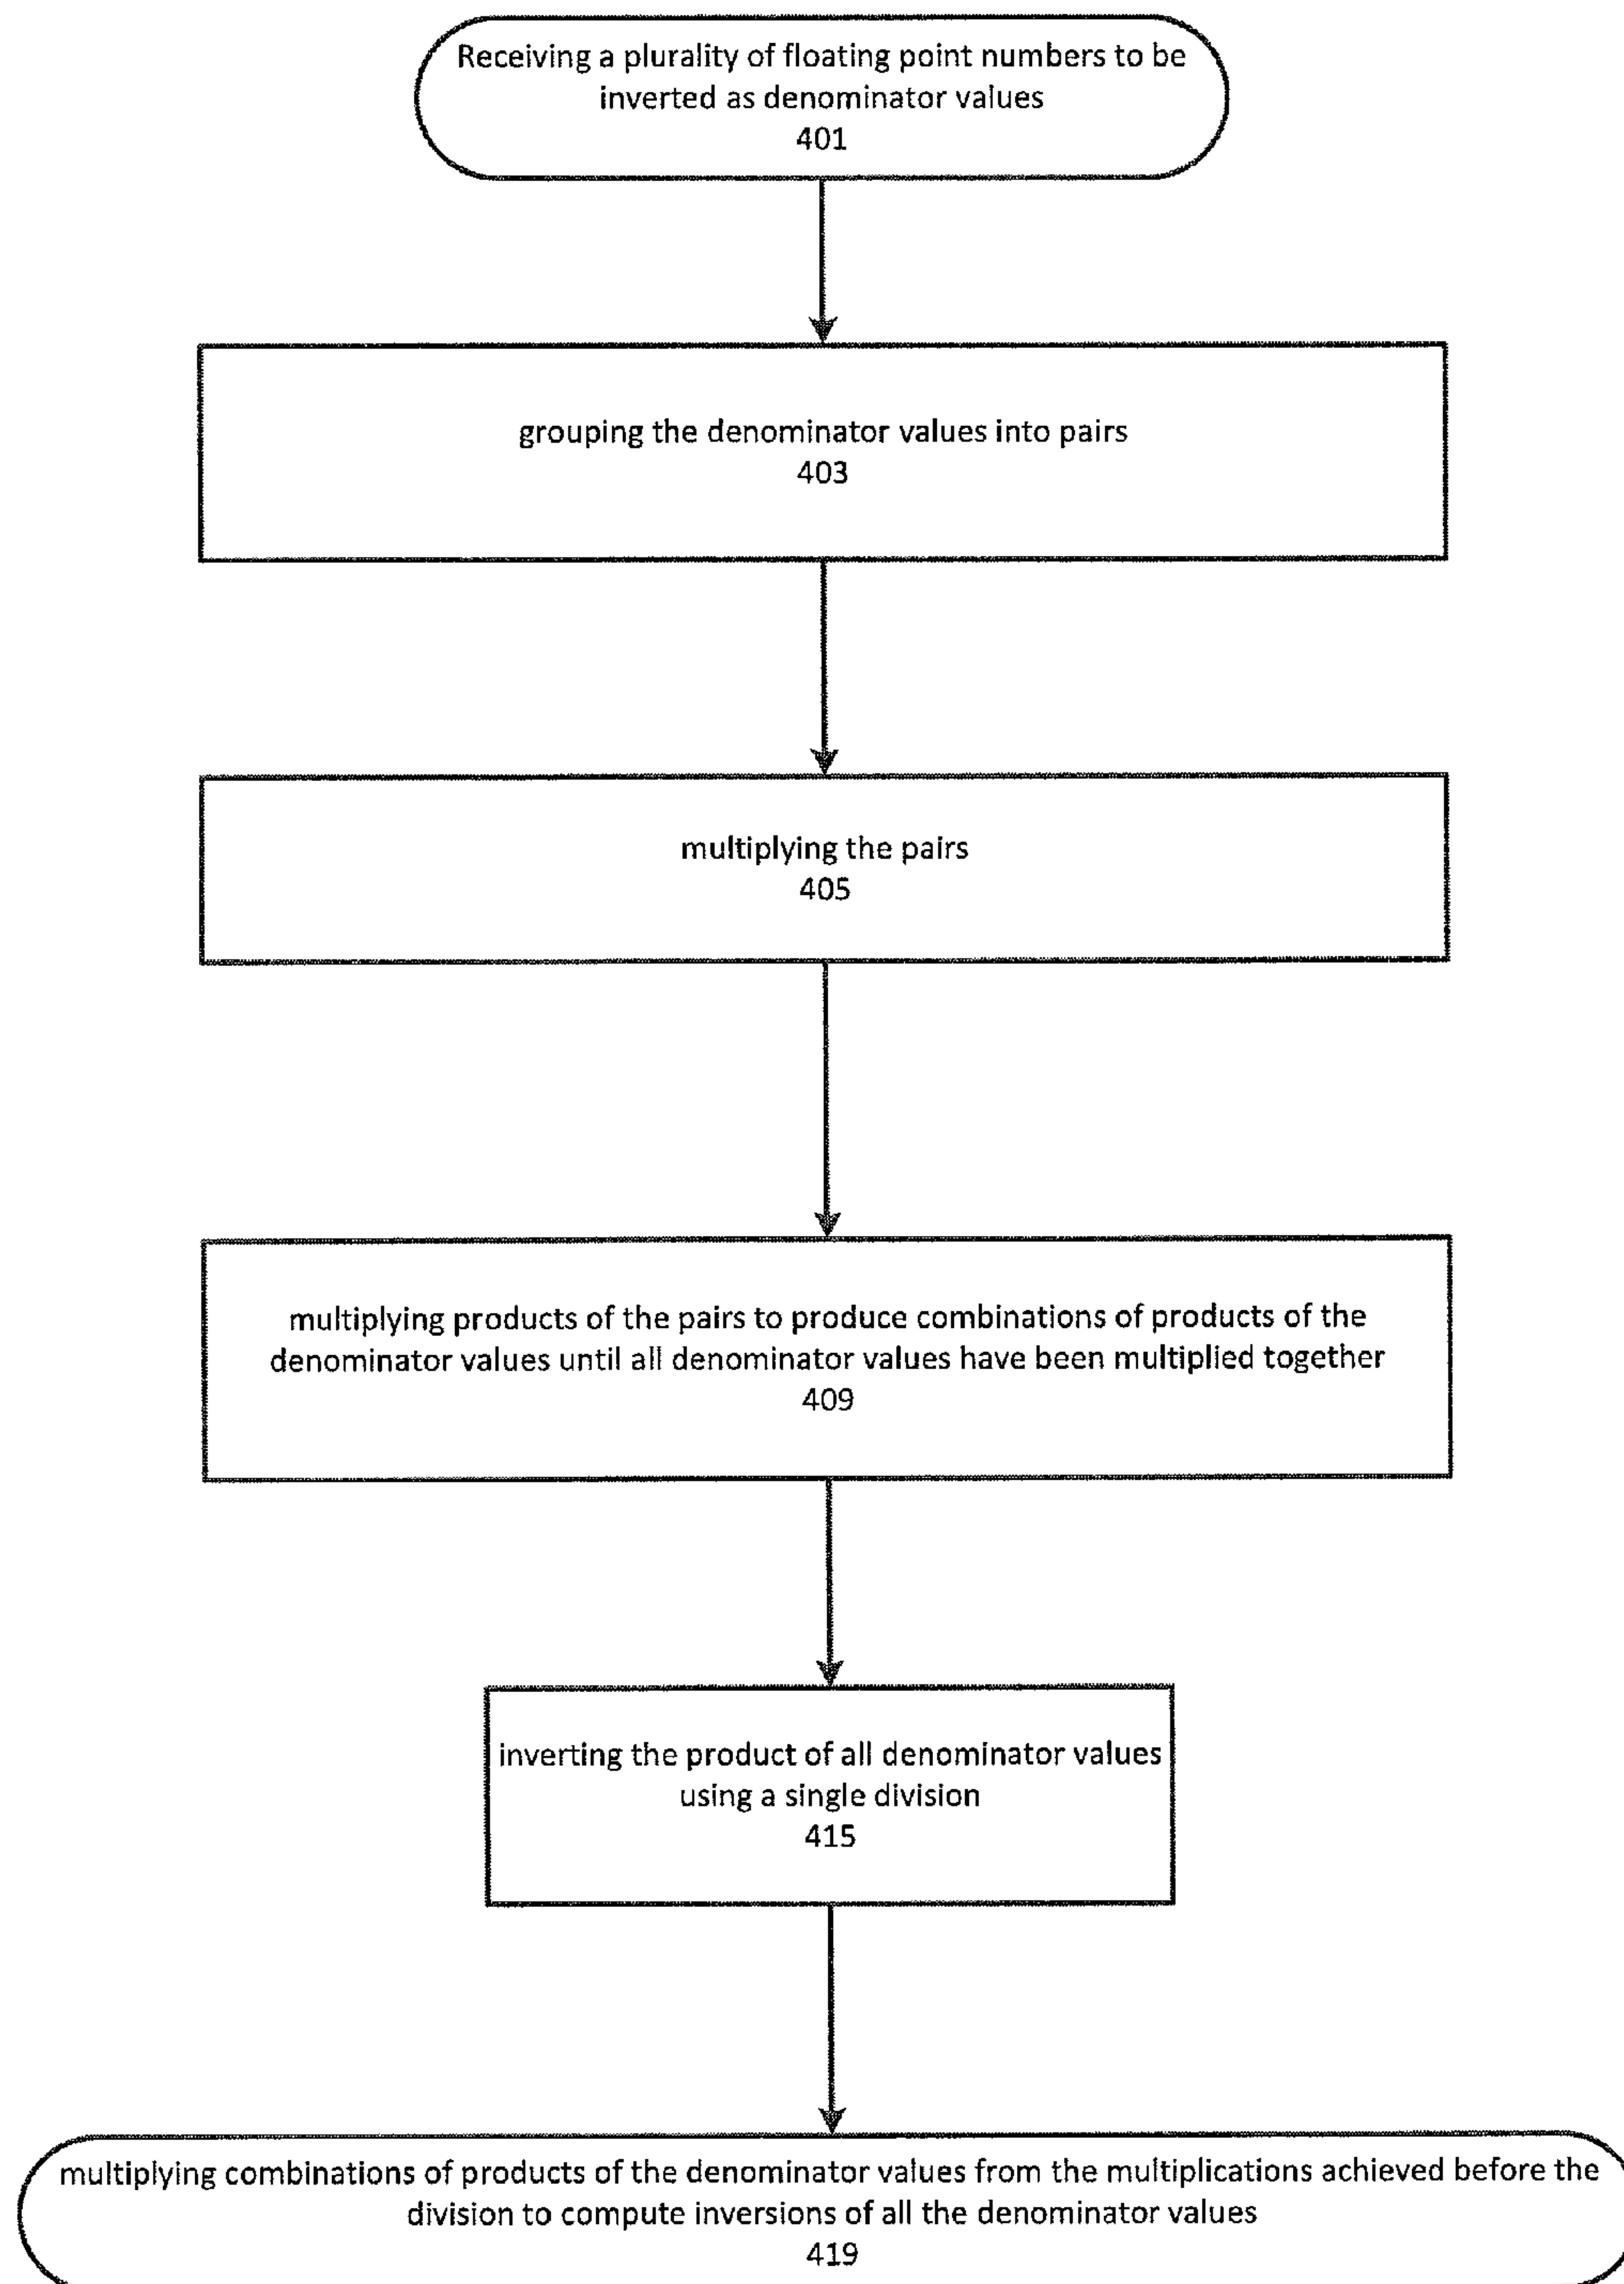 Receiving a plurality of floating point numbers to be
inverted as denominator values
401
grouping the denominator values into pairs
403
multiplying the pairs
405
multiplying products of the pairs to produce combinations of products of the
denominator values until all denominator values have been multiplied together
409
inverting the product of all denominator values
using a single division
415
multiplying combinations of products of the denominator values from the multiplications achieved before the
division to compute inversions of all the denominator values
419